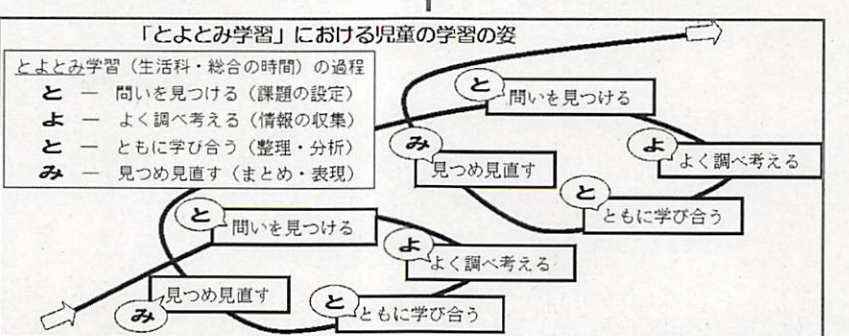 「とよとみ学習」における児童の学習の姿
とよとみ学習(生活科・総合の時間)の過程
と ― 問いを見つける(課題の設定)
よ ― よく調べ考える(情報の収集)
と ― ともに学び合う(整理・分析)
み ― 見つめ見直す(まとめ・表現)
と 問いを見つける
よ よく調べ考える
み 見つめ見直す
と ともに学び合う
と 問いを見つける
よ よく調べ考える
み 見つめ見直す
と ともに学び合う